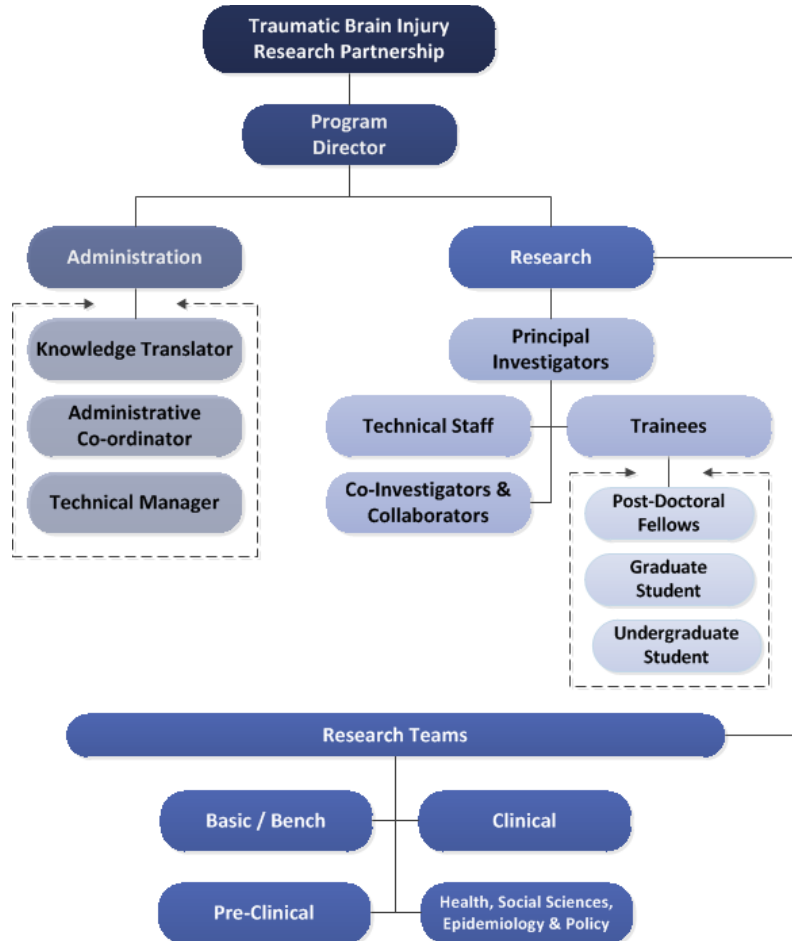 Traumatic Brain Injury
Research Partnership
Program
Director
Administration
Research
Knowledge Translator
Administrative
Co-ordinator
Technical Manager
Principal
Investigators
Technical Staff
Trainees
Co-Investigators &
Collaborators
Post-Doctoral
Fellows
Graduate
Student
Undergraduate
Student
Research Teams
Basic / Bench
Clinical
Pre-Clinical
Health, Social Sciences,
Epidemiology & Policy